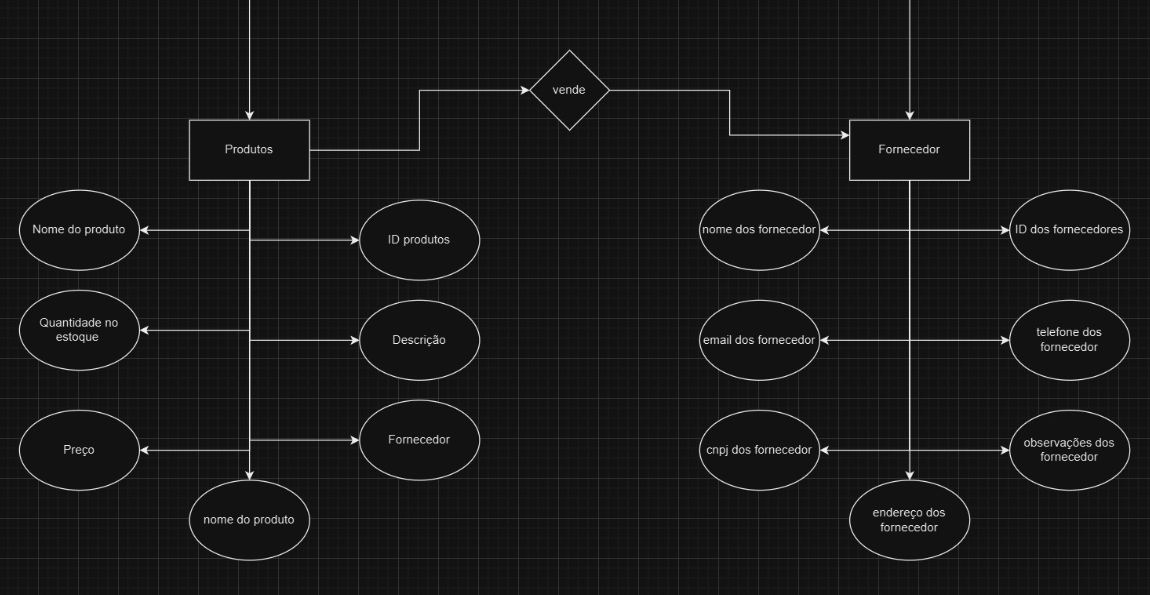 vende
Produtos
Fornecedor
Nome do produto
ID produtos
nome dos fornecedor
ID dos fornecedores
Quantidade no
estoque
Descrição
email dos fornecedor
telefone dos
fornecedor
Preço
Fornecedor
cnpj dos fornecedor
observações dos
fornecedor
nome do produto
endereço dos
fornecedor